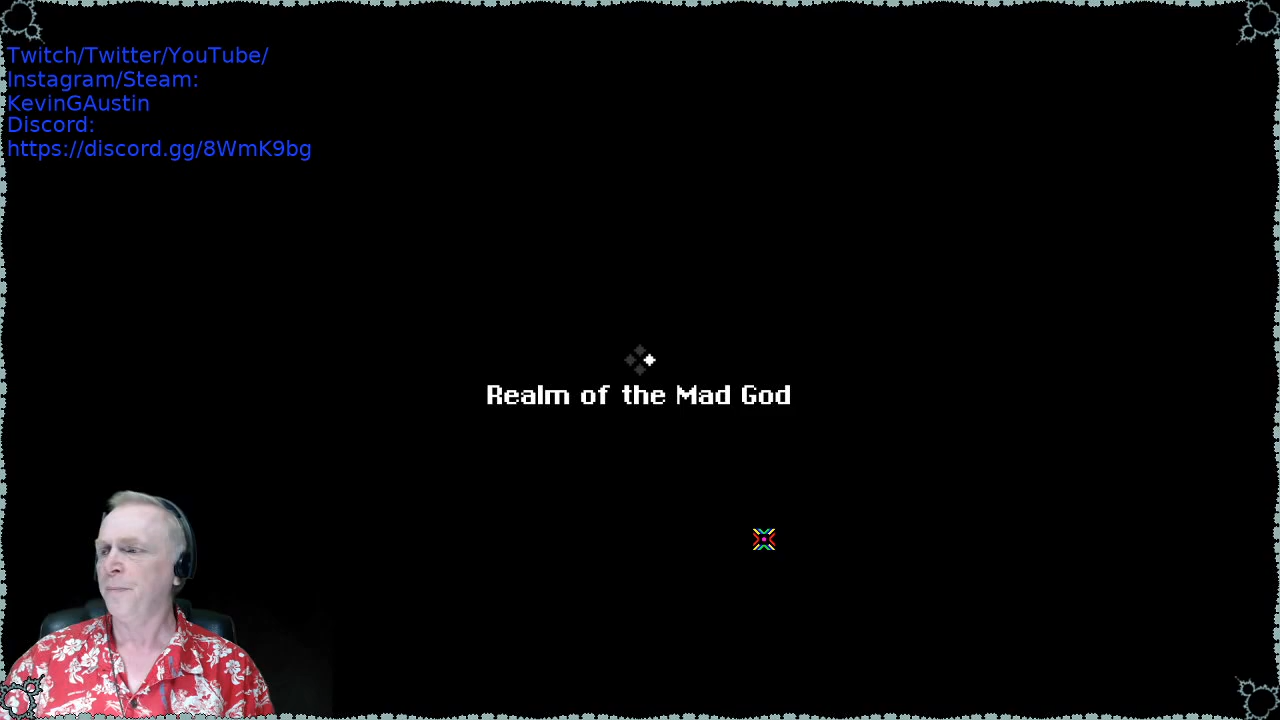 Twitch/Twitter/YouTube/
Instagram/Steam:
KevinGAustin
Discord:
https://discord.gg/8WmK9bg
Realm of the Mad God